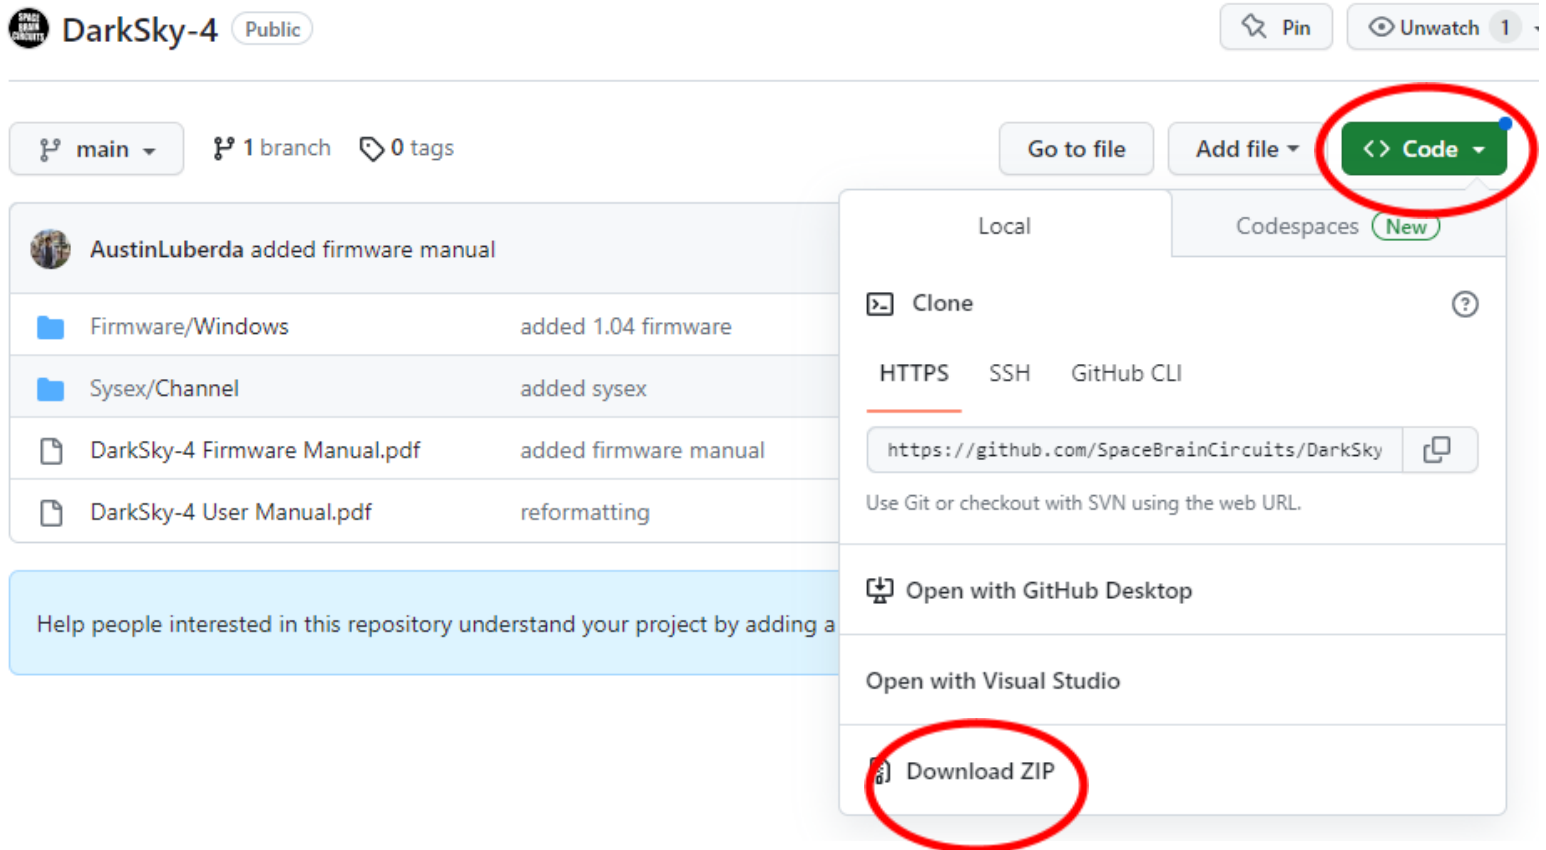 SPACE BRAIN CIRCUITS
DarkSky-4 Public
Pin
Unwatch 1
main
1 branch
0 tags
Go to file
Add file
<> Code
Local
Codespaces New
AustinLuberda added firmware manual
Firmware/Windows added 1.04 firmware
Sysex/Channel added sysex
DarkSky-4 Firmware Manual.pdf added firmware manual
DarkSky-4 User Manual.pdf reformatting
Help people interested in this repository understand your project by adding a
Clone
HTTPS SSH GitHub CLI
https://github.com/SpaceBrainCircuits/DarkSky
Use Git or checkout with SVN using the web URL.
Open with GitHub Desktop
Open with Visual Studio
Download ZIP